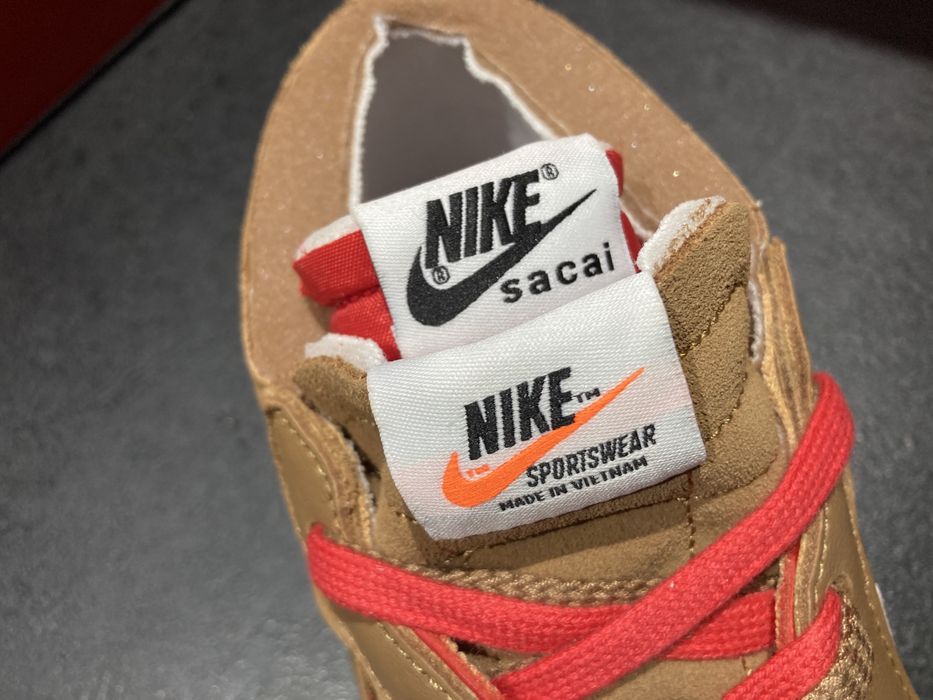 NIKE®
®
sacai
NIKE™
™
SPORTSWEAR
MADE IN VIETNAM